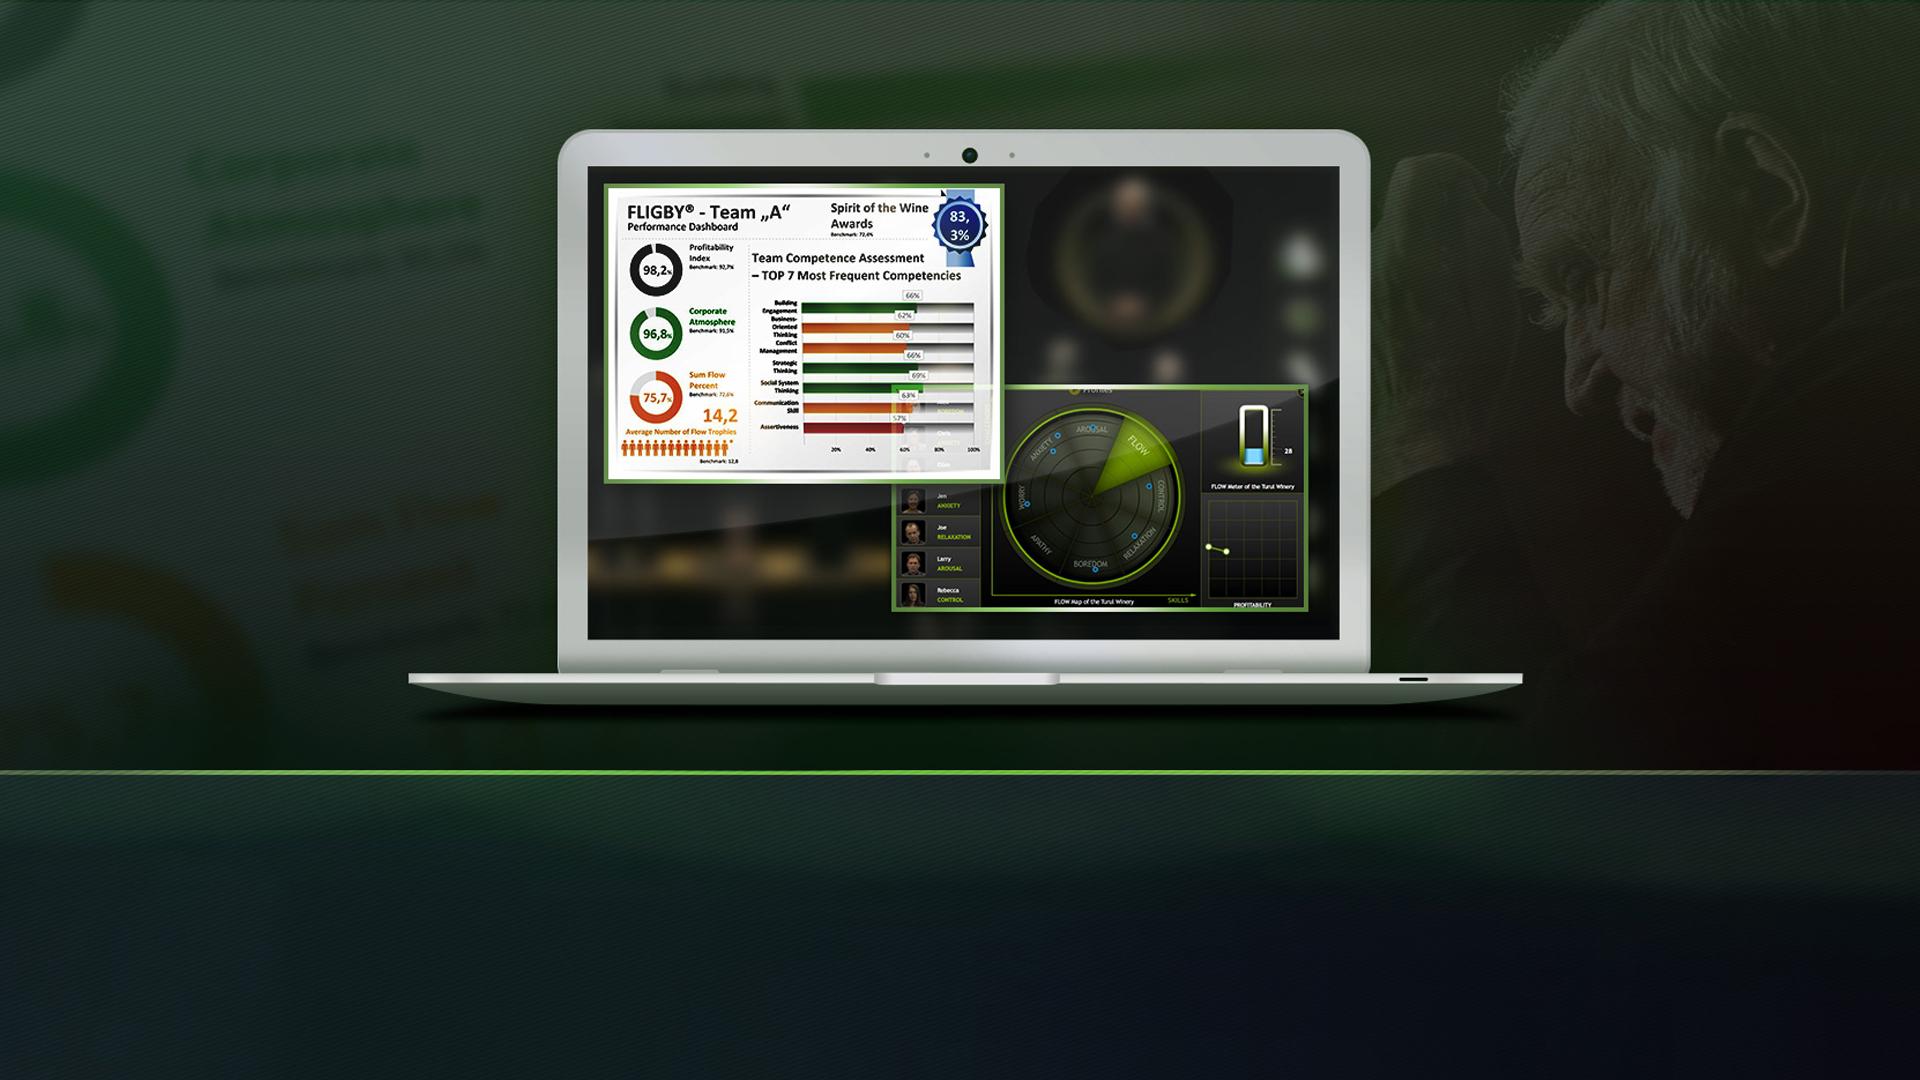 FLIGBY® - Team „A“
Performance Dashboard
Spirit of the Wine
Awards
Benchmark: 72,4%
83,
3%
98,2%
Profitability
Index
Benchmark: 92,7%
96,8%
Corporate
Atmosphere
Benchmark: 91,5%
75,7%
Sum Flow
Percent
Benchmark: 72,6%
14,2
Average Number of Flow Trophies
Benchmark: 12,8
Team Competence Assessment
– TOP 7 Most Frequent Competencies
Building
Engagement
66%
Business-
Oriented
Thinking
62%
Conflict
Management
60%
Strategic
Thinking
66%
Social System
Thinking
69%
Communication
Skill
63%
Assertiveness
57%
20%
40%
60%
80%
100%
Profiles
Jen
ANXIETY
Joe
RELAXATION
Larry
AROUSAL
Rebecca
CONTROL
AROUSAL
FLOW
CONTROL
RELAXATION
BOREDOM
APATHY
WORRY
ANXIETY
FLOW Map of the Turul Winery
SKILLS
28
FLOW Meter of the Turul Winery
PROFITABILITY
Corporate